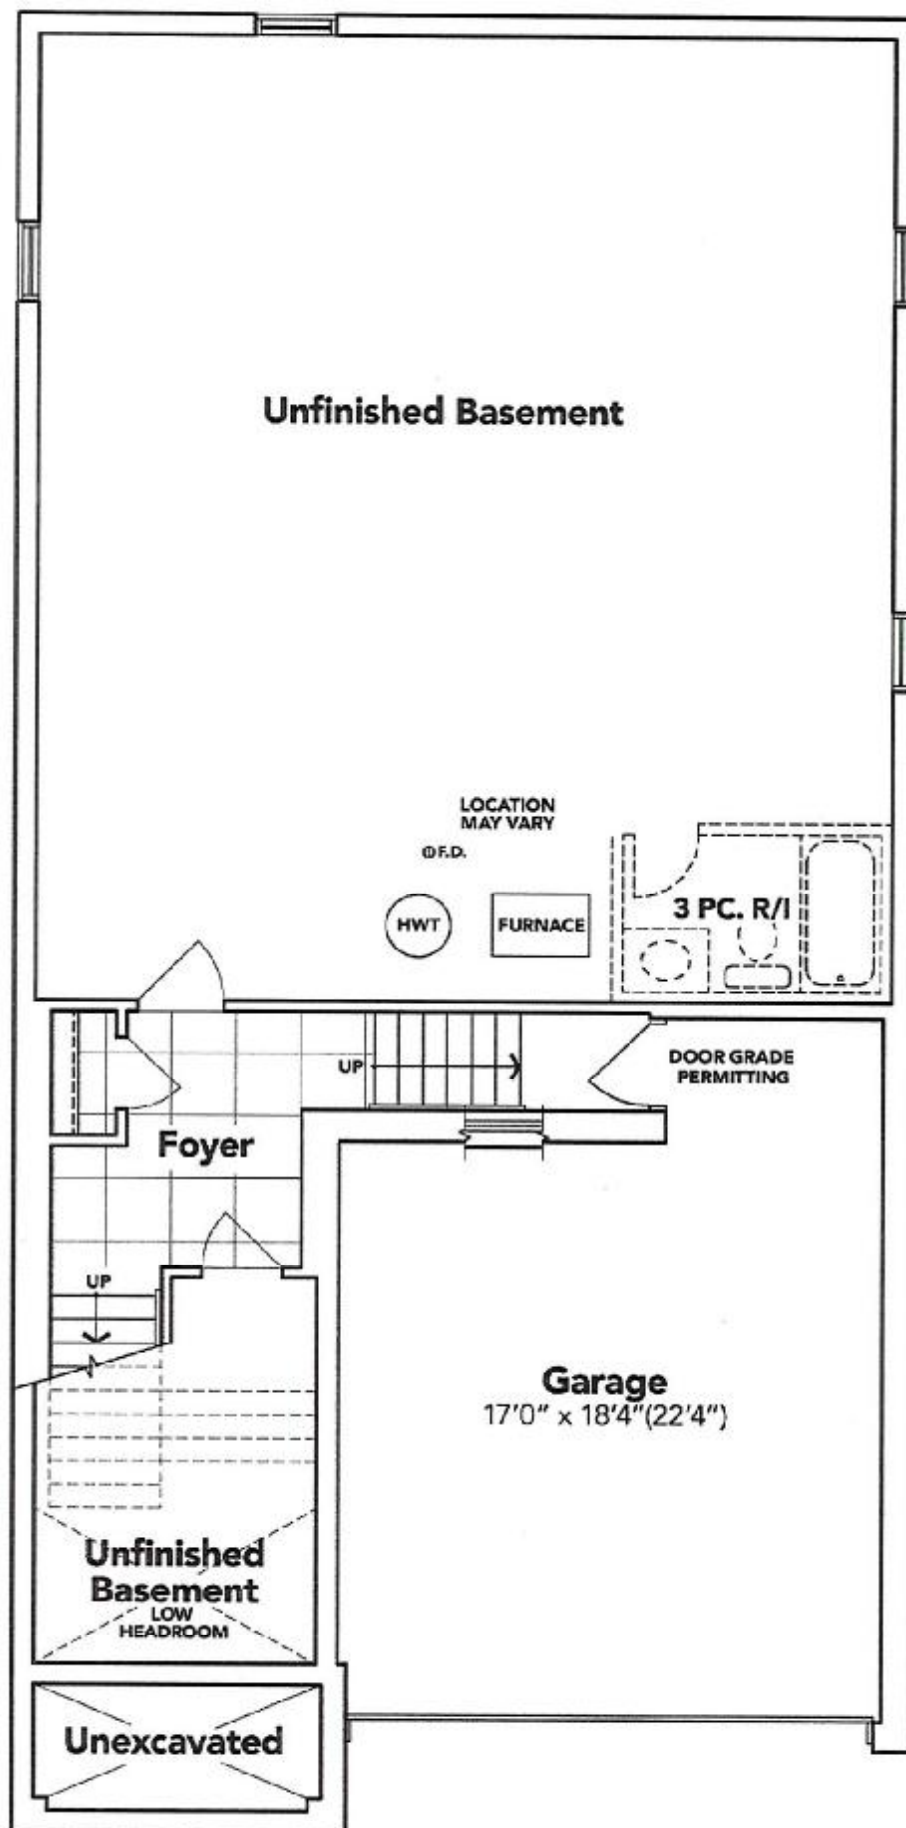 Unfinished Basement
LOCATION
MAY VARY
F.D.
HWT
FURNACE
3 PC. R/I
UP
DOOR GRADE
PERMITTING
Foyer
UP
Garage
17'0" x 18'4"(22'4")
Unfinished
Basement
LOW
HEADROOM
Unexcavated